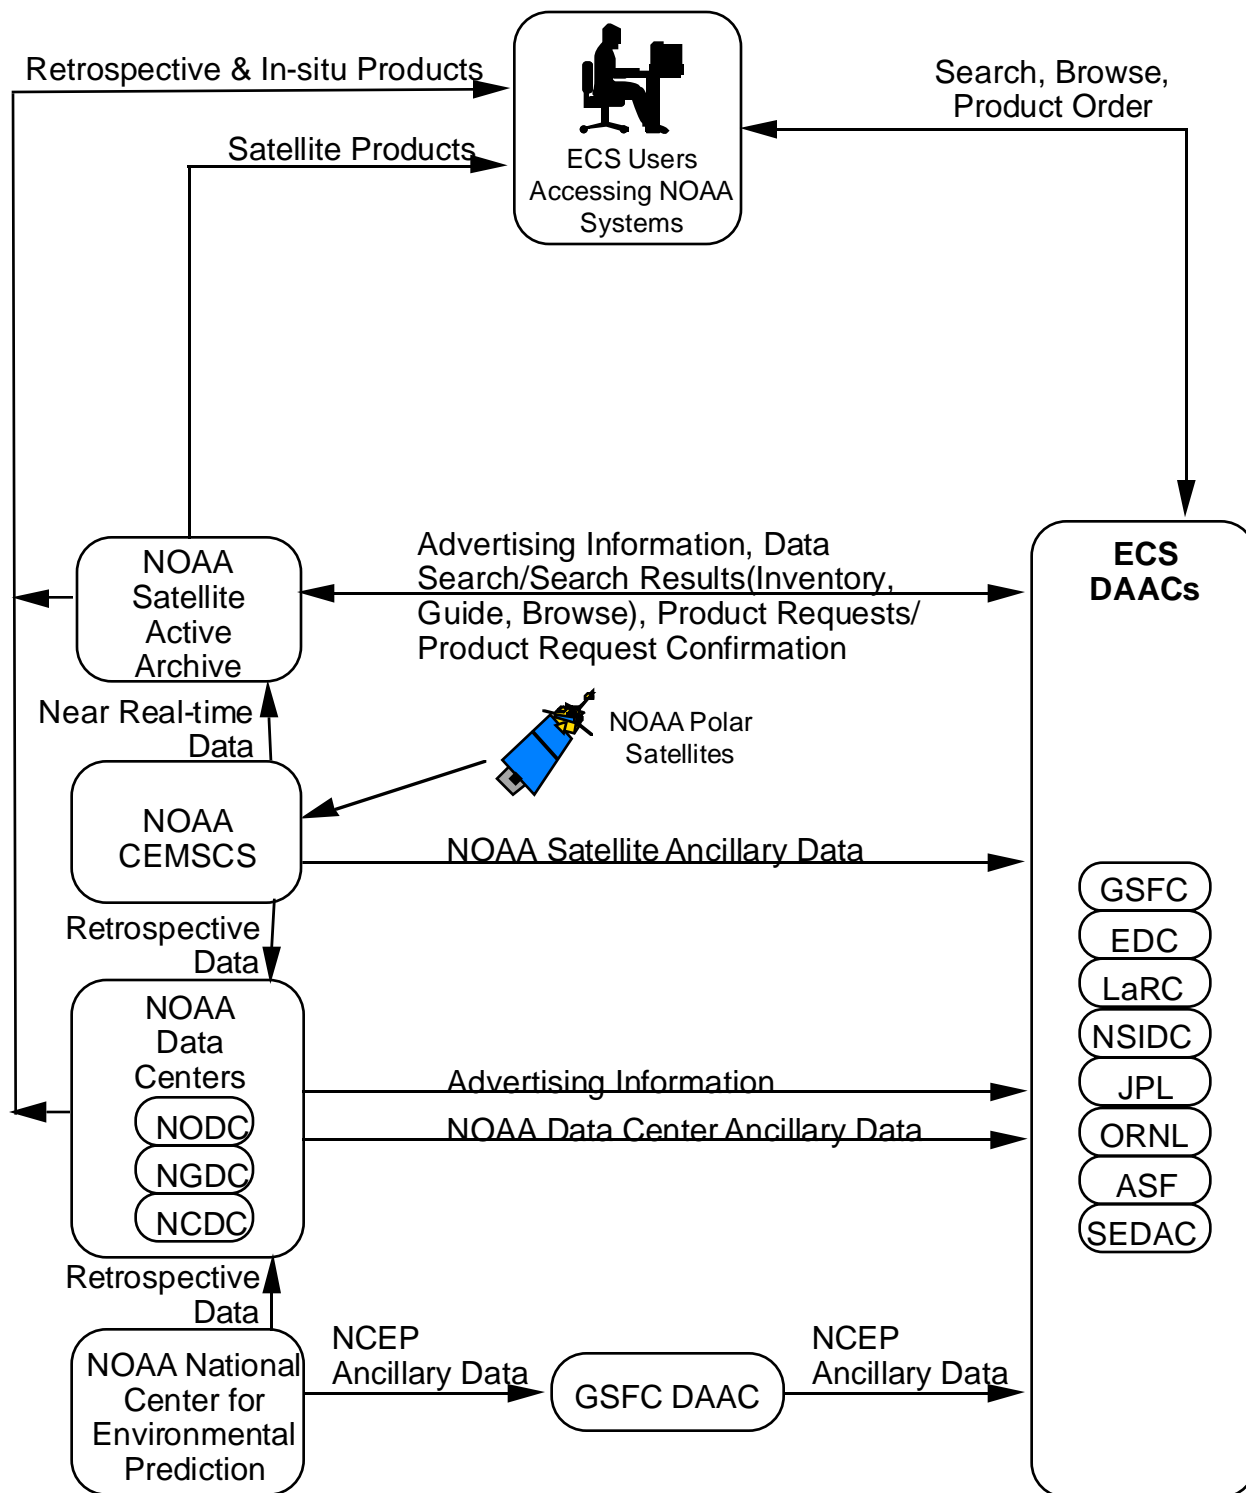 Retrospective & In-situ Products
Search, Browse,
Product Order
Satellite Products
ECS Users
Accessing NOAA
Systems
NOAA
Satellite
Active
Archive
Advertising Information, Data
Search/Search Results(Inventory,
Guide, Browse), Product Requests/
Product Request Confirmation
ECS
DAACs
Near Real-time
Data
NOAA Polar
Satellites
NOAA
CEMSCS
NOAA Satellite Ancillary Data
GSFC
EDC
LaRC
NSIDC
JPL
ORNL
ASF
SEDAC
Retrospective
Data
NOAA
Data
Centers
NODC
NGDC
NCDC
Advertising Information
NOAA Data Center Ancillary Data
Retrospective
Data
NOAA National
Center for
Environmental
Prediction
NCEP
Ancillary Data
GSFC DAAC
NCEP
Ancillary Data